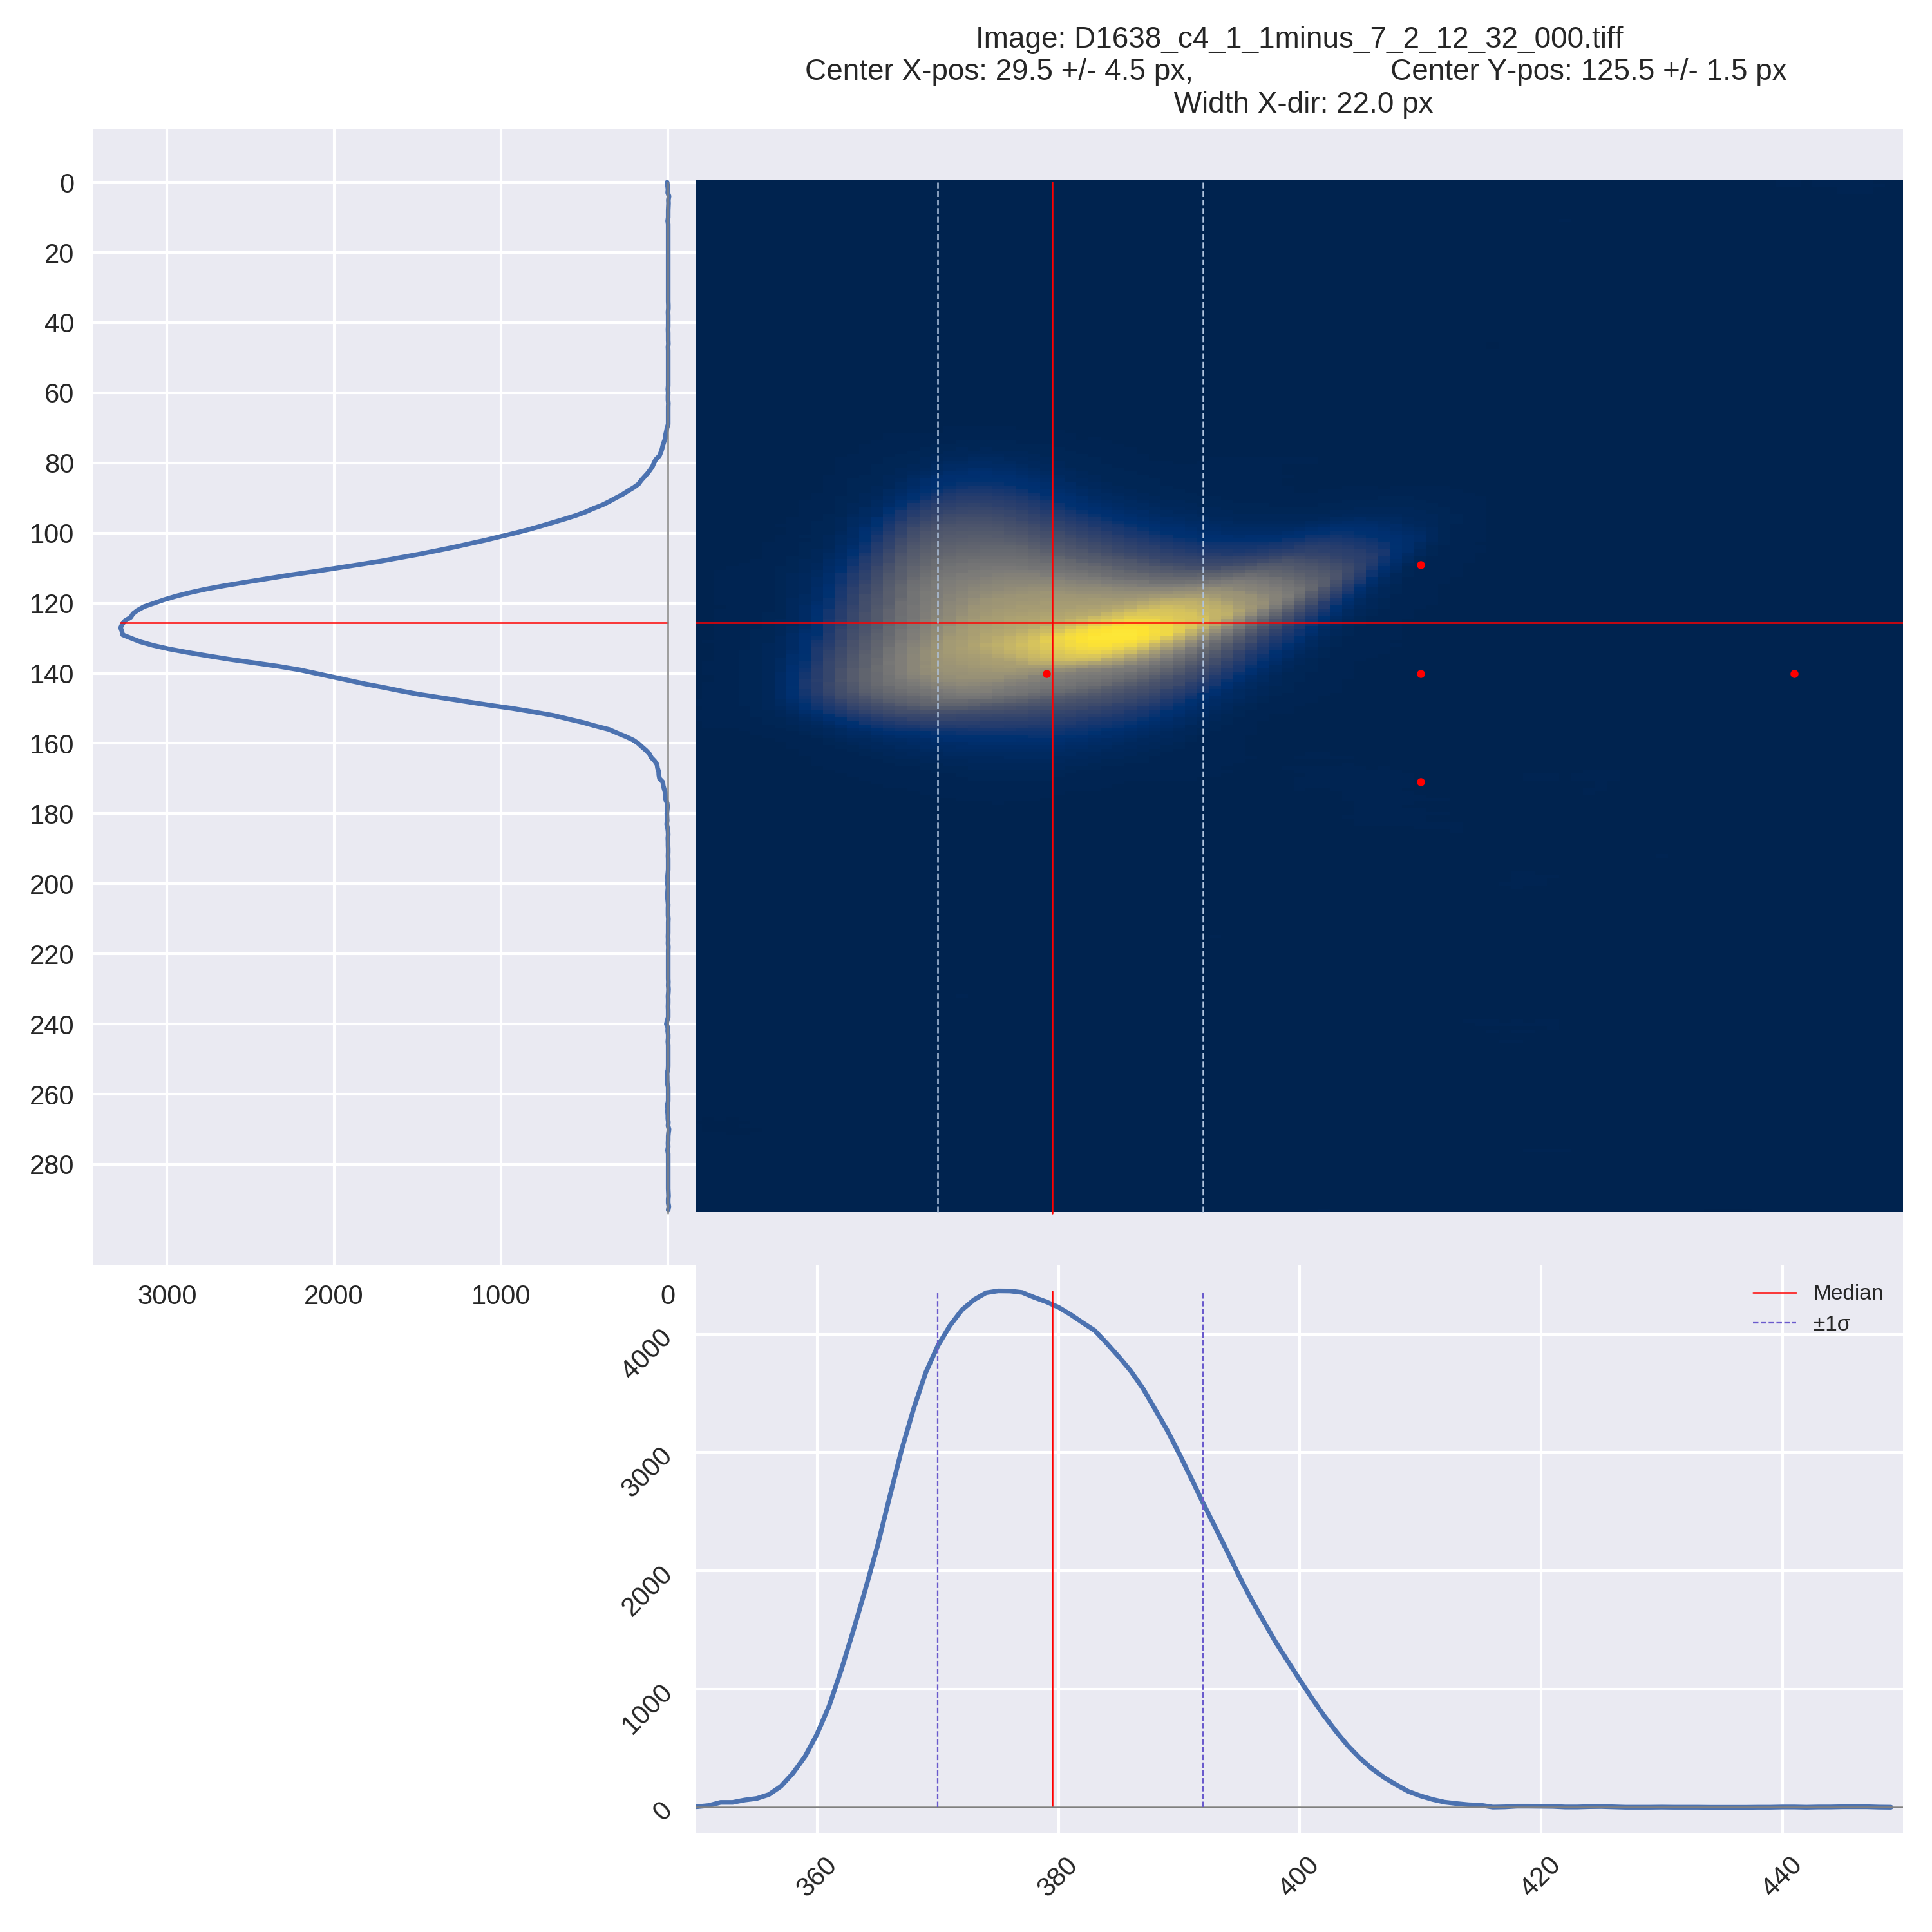 Image: D1638_c4_1_1minus_7_2_12_32_000.tiff
Center X-pos: 29.5 +/- 4.5 px, Center Y-pos: 125.5 +/- 1.5 px
Width X-dir: 22.0 px
0
20
40
60
80
100
120
140
160
180
200
220
240
260
280
3000 2000 1000 0
Median
±1σ
4000
3000
2000
1000
0
360 380 400 420 440